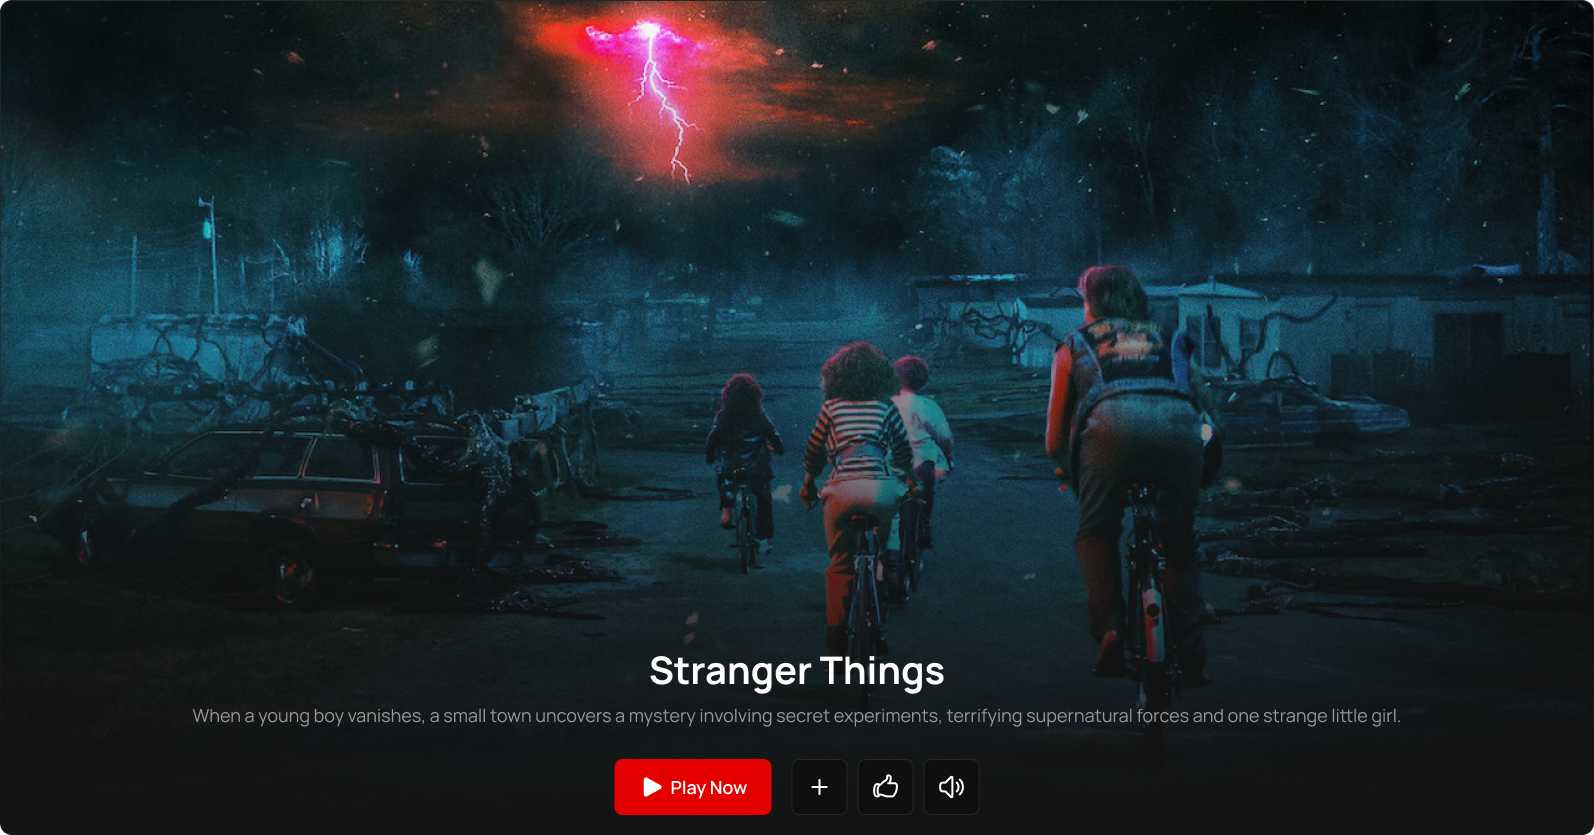 Stranger Things
When a young boy vanishes, a small town uncovers a mystery involving secret experiments, terrifying supernatural forces and one strange little girl.
Play Now